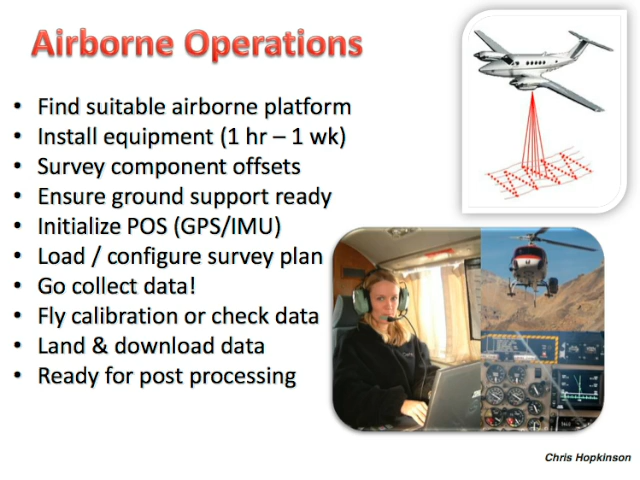 Airborne Operations
• Find suitable airborne platform
• Install equipment (1 hr – 1 wk)
• Survey component offsets
• Ensure ground support ready
• Initialize POS (GPS/IMU)
• Load / configure survey plan
• Go collect data!
• Fly calibration or check data
• Land & download data
• Ready for post processing
Chris Hopkinson